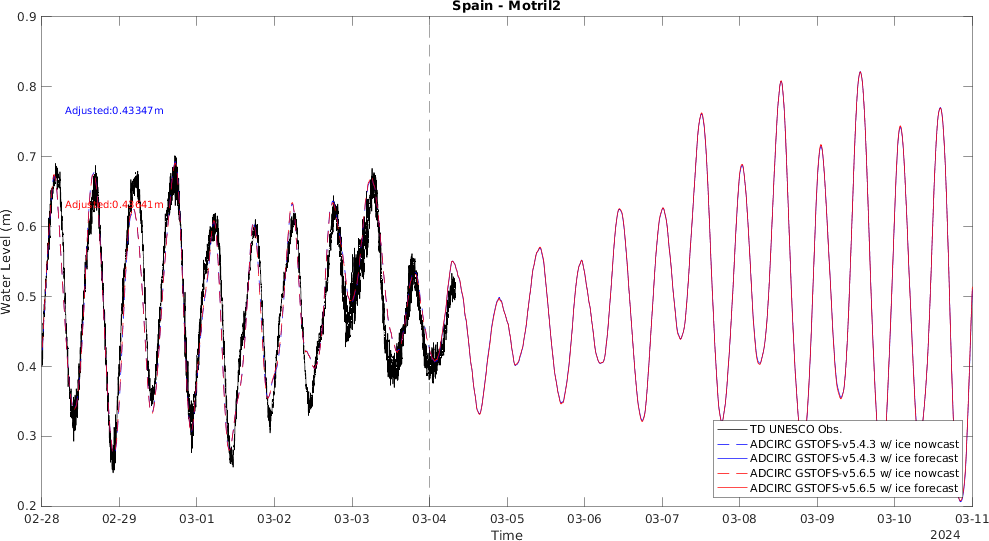 Spain - Motril2
0.9
0.8
0.7
0.6
0.5
0.4
0.3
0.2
Water Level (m)
Adjusted:0.43347m
TD UNESCO Obs.
ADCIRC GSTOFS-v5.4.3 w/ ice nowcast
ADCIRC GSTOFS-v5.4.3 w/ ice forecast
ADCIRC GSTOFS-v5.6.5 w/ ice nowcast
ADCIRC GSTOFS-v5.6.5 w/ ice forecast
02-28 02-29 03-01 03-02 03-03 03-04 03-05 03-06 03-07 03-08 03-09 03-10 03-11
Time
2024